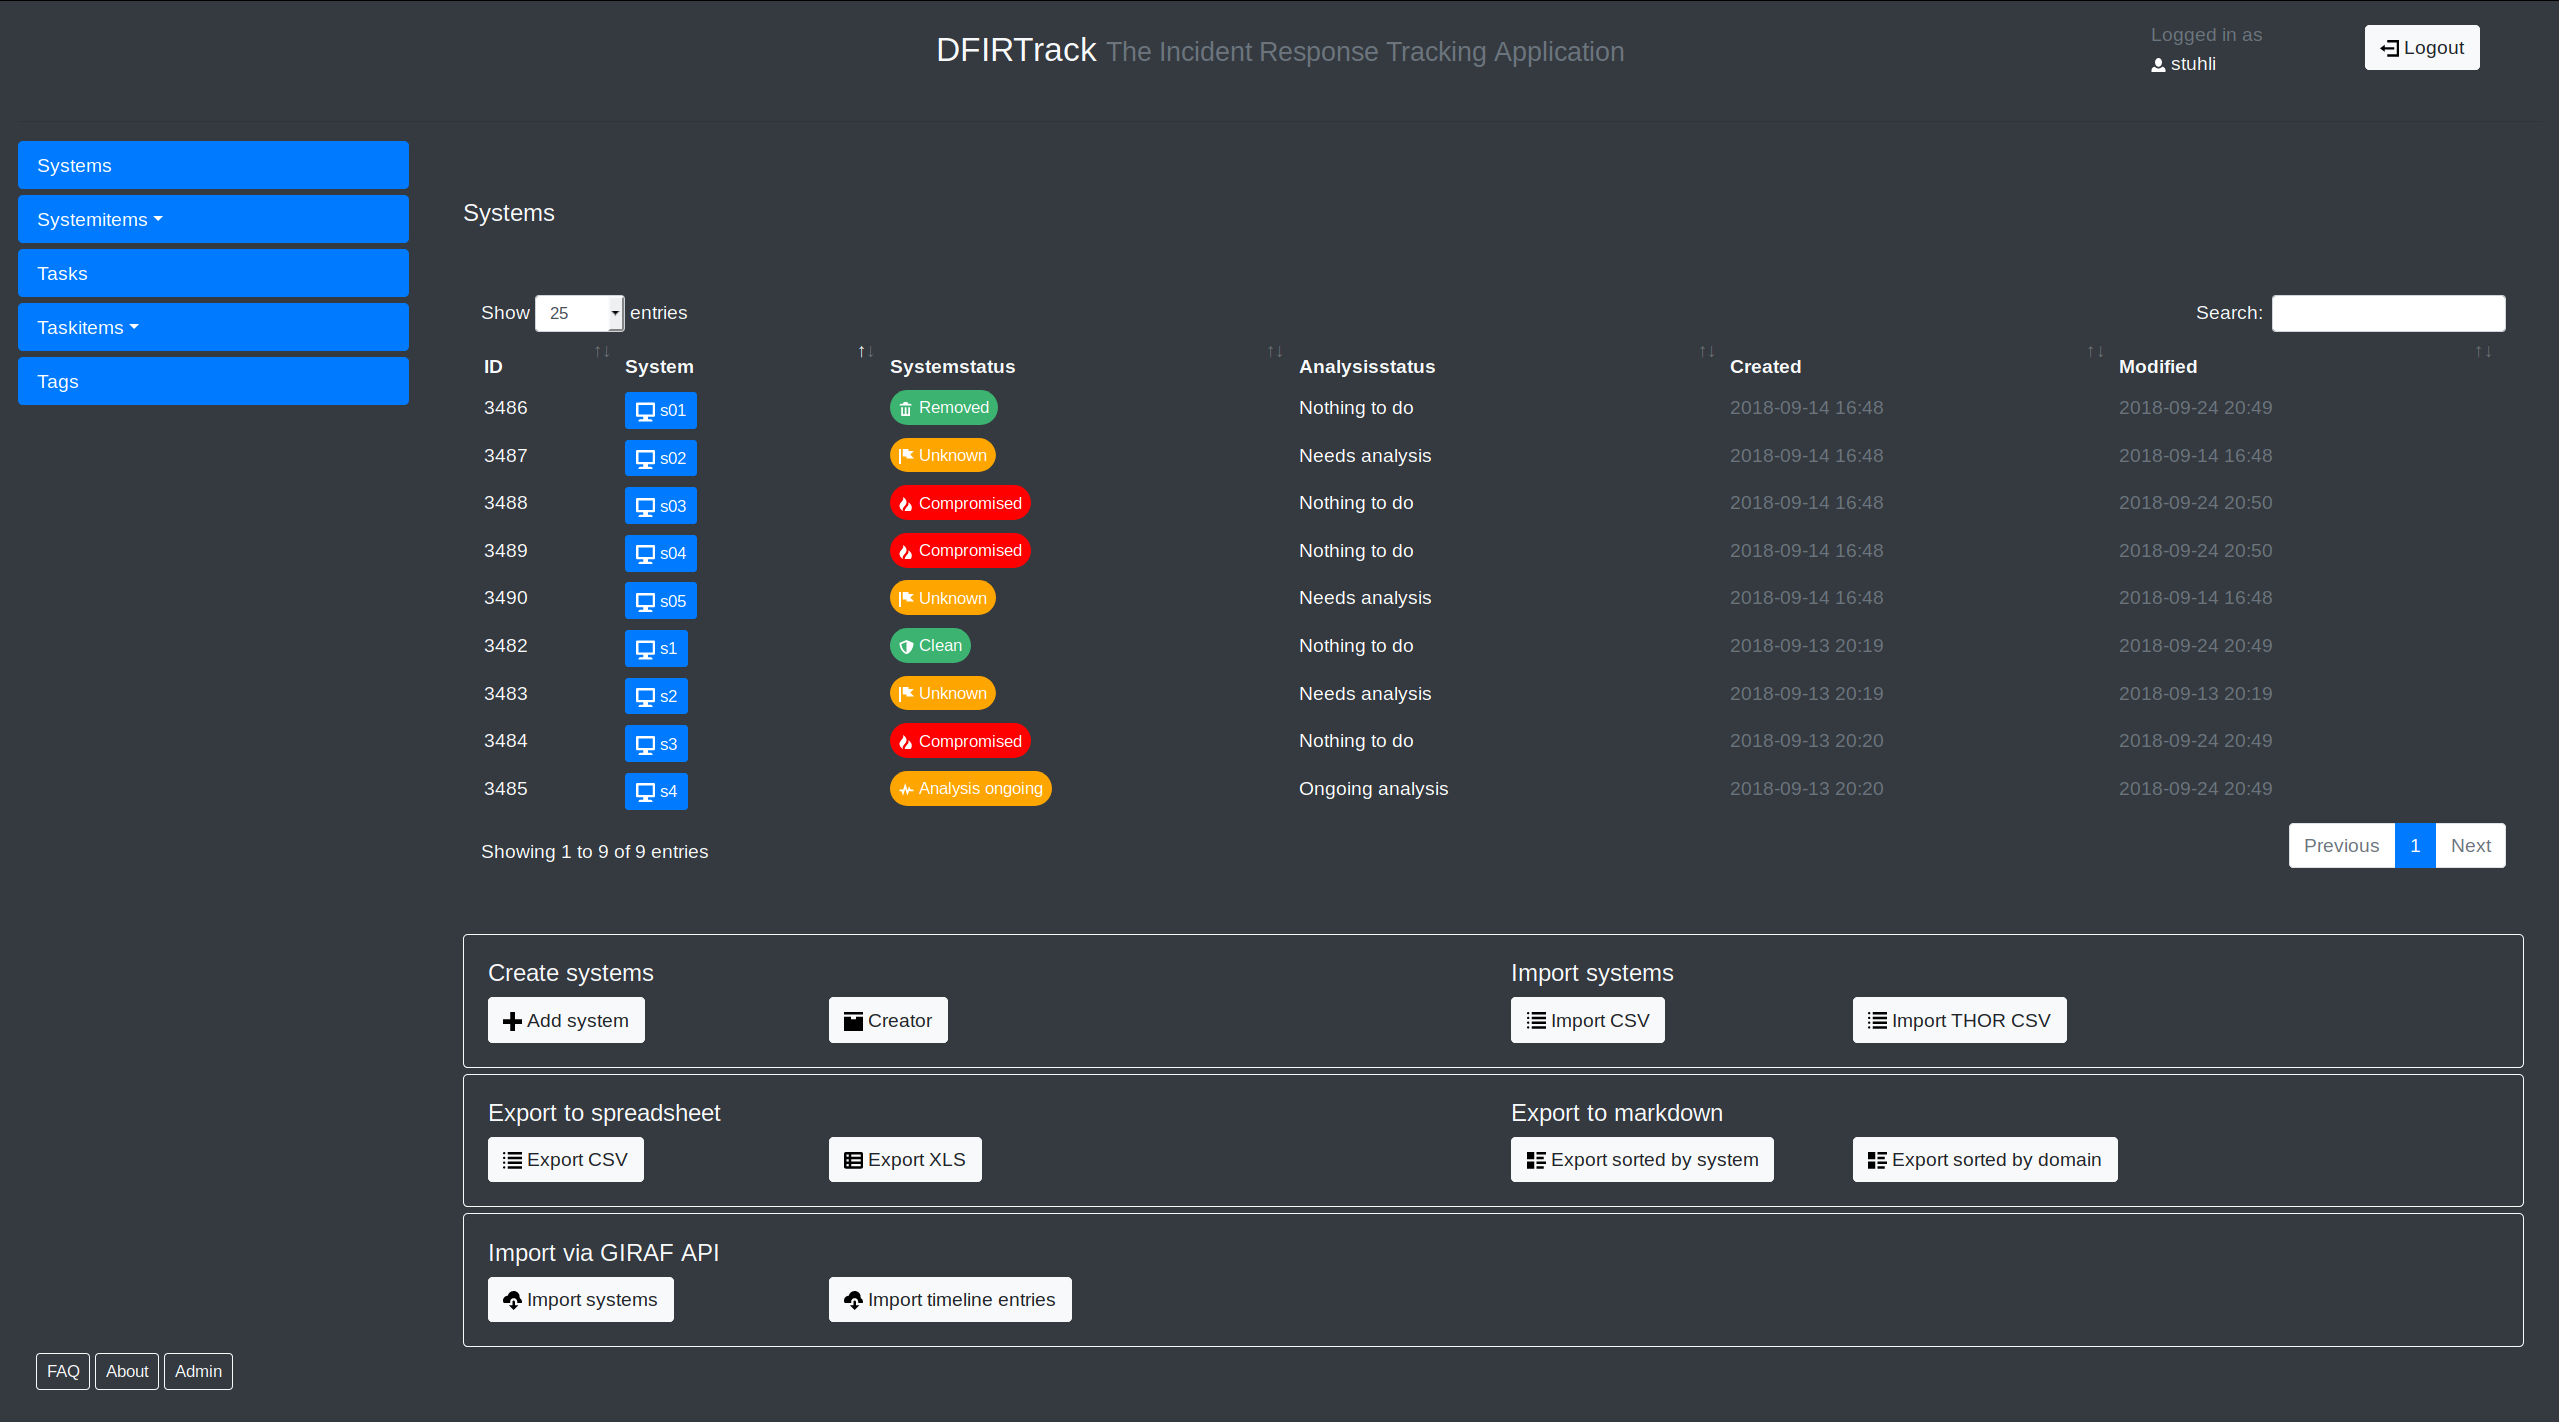 DFIRTrack The Incident Response Tracking Application
Logged in as
stuhli
Logout
Systems
Systemitems
Tasks
Taskitems
Tags
Systems
Show 25 entries
Search:
ID System Systemstatus Analysisstatus Created Modified
3486 s01 Removed Nothing to do 2018-09-14 16:48 2018-09-24 20:49
3487 s02 Unknown Needs analysis 2018-09-14 16:48 2018-09-14 16:48
3488 s03 Compromised Nothing to do 2018-09-14 16:48 2018-09-24 20:50
3489 s04 Compromised Nothing to do 2018-09-14 16:48 2018-09-24 20:50
3490 s05 Unknown Needs analysis 2018-09-14 16:48 2018-09-14 16:48
3482 s1 Clean Nothing to do 2018-09-13 20:19 2018-09-24 20:49
3483 s2 Unknown Needs analysis 2018-09-13 20:19 2018-09-13 20:19
3484 s3 Compromised Nothing to do 2018-09-13 20:20 2018-09-24 20:49
3485 s4 Analysis ongoing Ongoing analysis 2018-09-13 20:20 2018-09-24 20:49
Showing 1 to 9 of 9 entries
Previous 1 Next
Create systems
Add system Creator
Import systems
Import CSV Import THOR CSV
Export to spreadsheet
Export CSV Export XLS
Export to markdown
Export sorted by system Export sorted by domain
Import via GIRAF API
Import systems Import timeline entries
FAQ About Admin